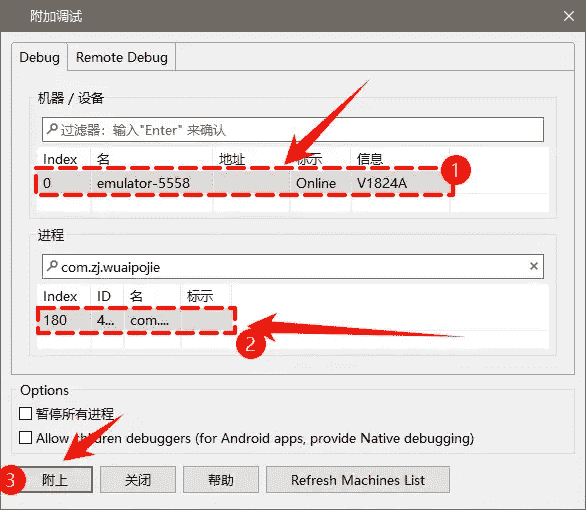 附加调试
Debug Remote Debug
机器 / 设备
过滤器：输入"Enter" 来确认
Index 名 地址 标示 信息
0 emulator-5558 Online V1824A
1
进程
com.zj.wuaipojie
Index ID 名 标示
180 4... com....
2
Options
暂停所有进程
Allow children debuggers (for Android apps, provide Native debugging)
3 附上 关闭 帮助 Refresh Machines List